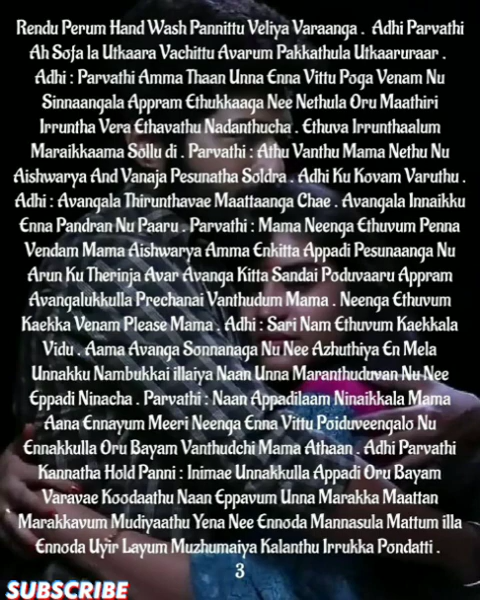 Rendu Perum Hand Wash Pannittu Veliya Varaanga . Adhi Parvathi
Ah Sofa la Utkaara Vachittu Avarum Pakkathula Utkaaruraar .
Adhi : Parvathi Amma Thaan Unna Enna Vittu Poga Venam Nu
Sinnaangala Appram Ethukkaaga Nee Nethula Oru Maathiri
Irruntha Vera Ethavathu Nadanthucha . Ethuva Irrunthaalum
Maraikkaama Sollu di . Parvathi : Athu Vanthu Mama Nethu Nu
Aishwarya And Vanaja Pesunatha Soldra . Adhi Ku Kovam Varuthu .
Adhi : Avangala Thirunthavae Maattaanga Chae . Avangala Innaikku
Enna Pandran Nu Paaru . Parvathi : Mama Neenga Ethuvum Penna
Vendam Mama Aishwarya Amma Enkitta Appadi Pesunaanga Nu
Arun Ku Therinja Avar Avanga Kitta Sandai Poduvaaru Appram
Avangalukkulla Prechanai Vanthudum Mama . Neenga Ethuvum
Kaekka Venam Please Mama . Adhi : Sari Nam Ethuvum Kaekkala
Vidu . Aama Avanga Sonnanaga Nu Nee Azhuthiya En Mela
Unnakku Nambukkai illaiya Naan Unna Maranthuduvan Nu Nee
Eppadi Ninacha . Parvathi : Naan Appadilaam Ninaikkala Mama
Aana Ennayum Meeri Neenga Enna Vittu Poiduveengalo Nu
Ennakkulla Oru Bayam Vanthudchi Mama Athaan . Adhi Parvathi
Kannatha Hold Panni : Inimae Unnakkulla Appadi Oru Bayam
Varavae Koodaathu Naan Eppavum Unna Marakka Maattan
Marakkavum Mudiyaathu Yena Nee Ennoda Mannasula Mattum illa
Ennoda Uyir Layum Muzhumaiya Kalanthu Irrukka Pondatti .
3
SUBSCRIBE